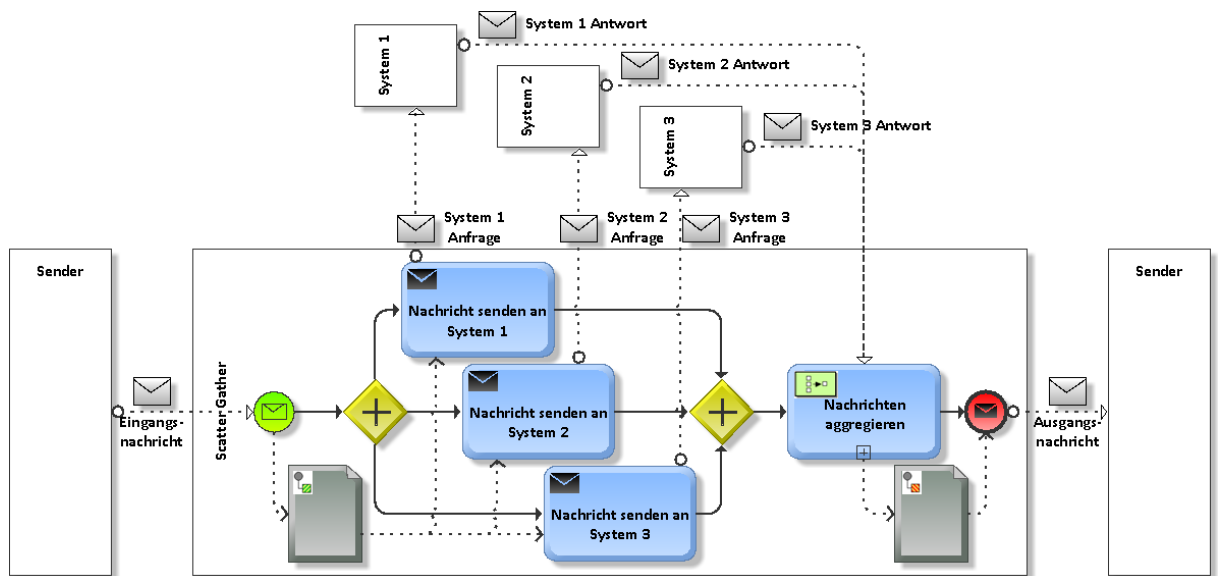 System 1 Antwort
System 1
System 2 Antwort
System 2
System 3 Antwort
System 3
System 1
Anfrage
System 2
Anfrage
System 3
Anfrage
Sender
Sender
Nachricht senden an
System 1
Scatter Gather
Eingangs-
nachricht
Nachricht senden an
System 2
Nachrichten
aggregieren
Ausgangs-
nachricht
Nachricht senden an
System 3